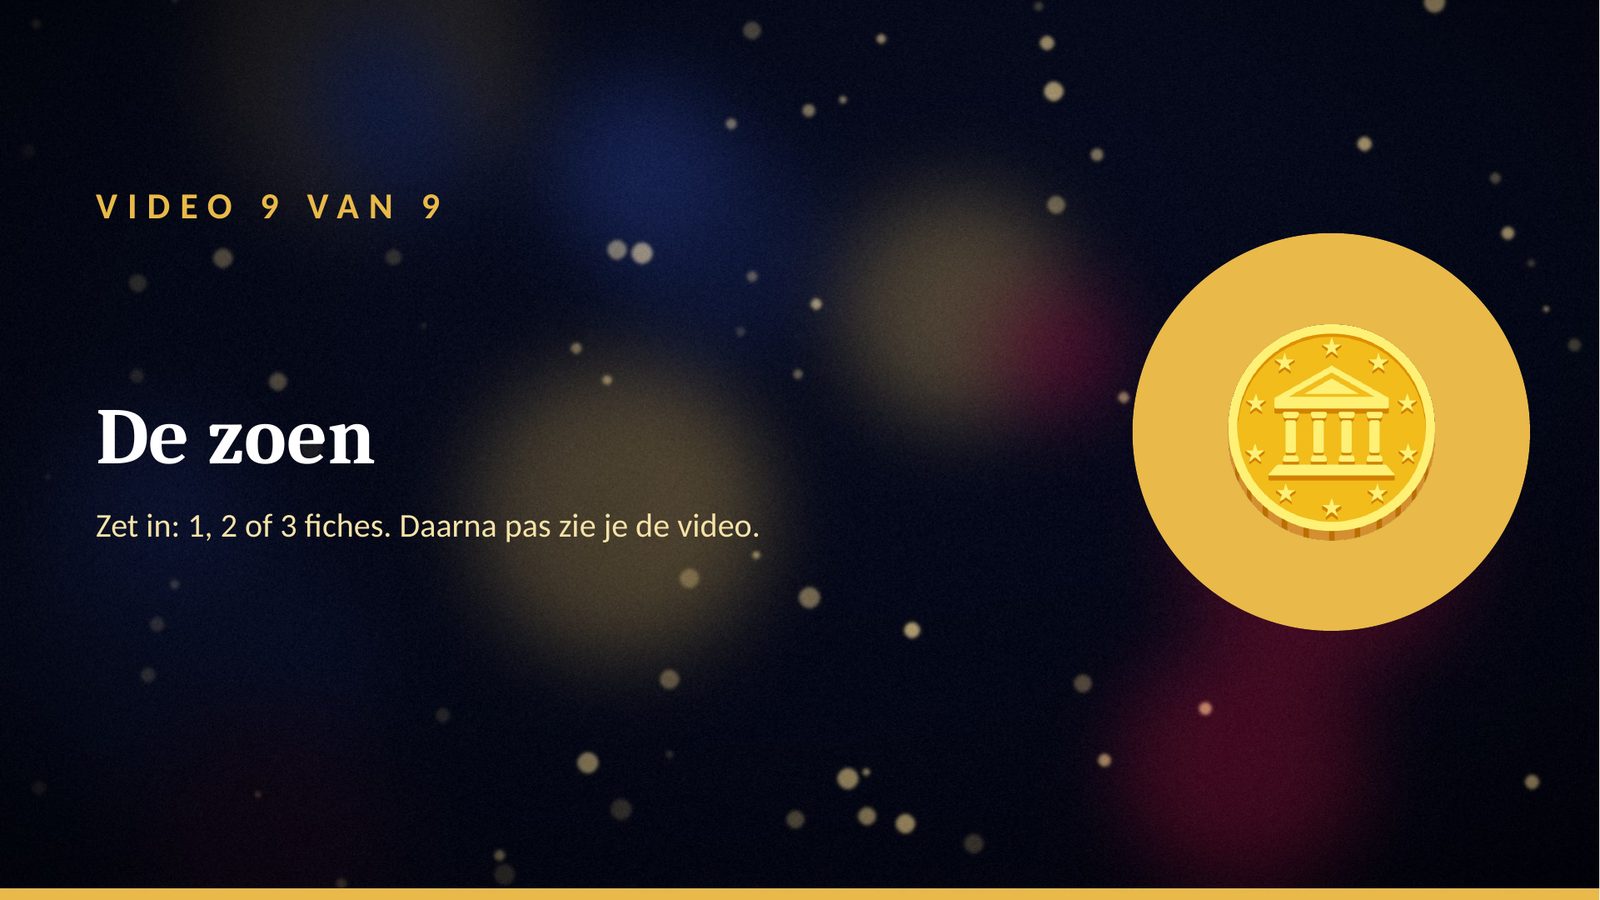 VIDEO 9 VAN 9
De zoen
Zet in: 1, 2 of 3 fiches. Daarna pas zie je de video.